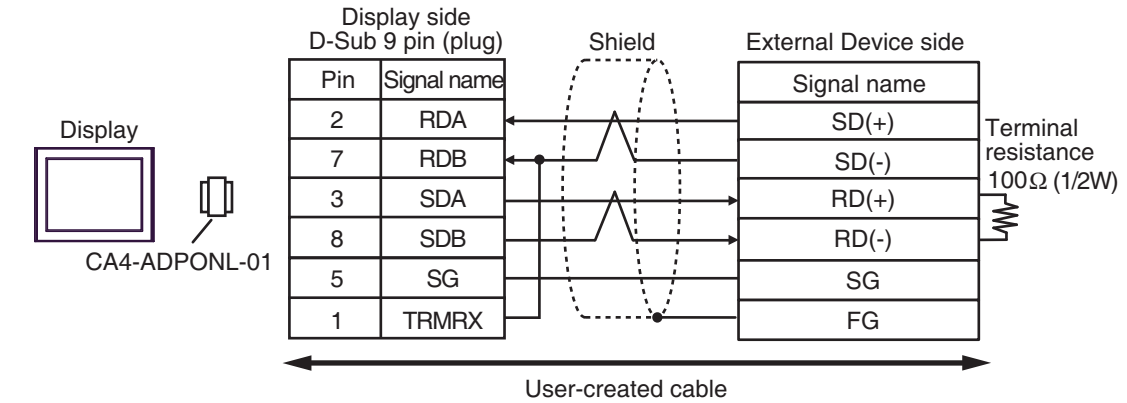 Display side
D-Sub 9 pin (plug)
Shield
External Device side
Pin Signal name
Signal name
2 RDA
SD(+)
7 RDB
SD(-)
3 SDA
RD(+)
8 SDB
RD(-)
5 SG
SG
1 TRMRX
FG
Display
CA4-ADPONL-01
Terminal
resistance
100Ω (1/2W)
User-created cable